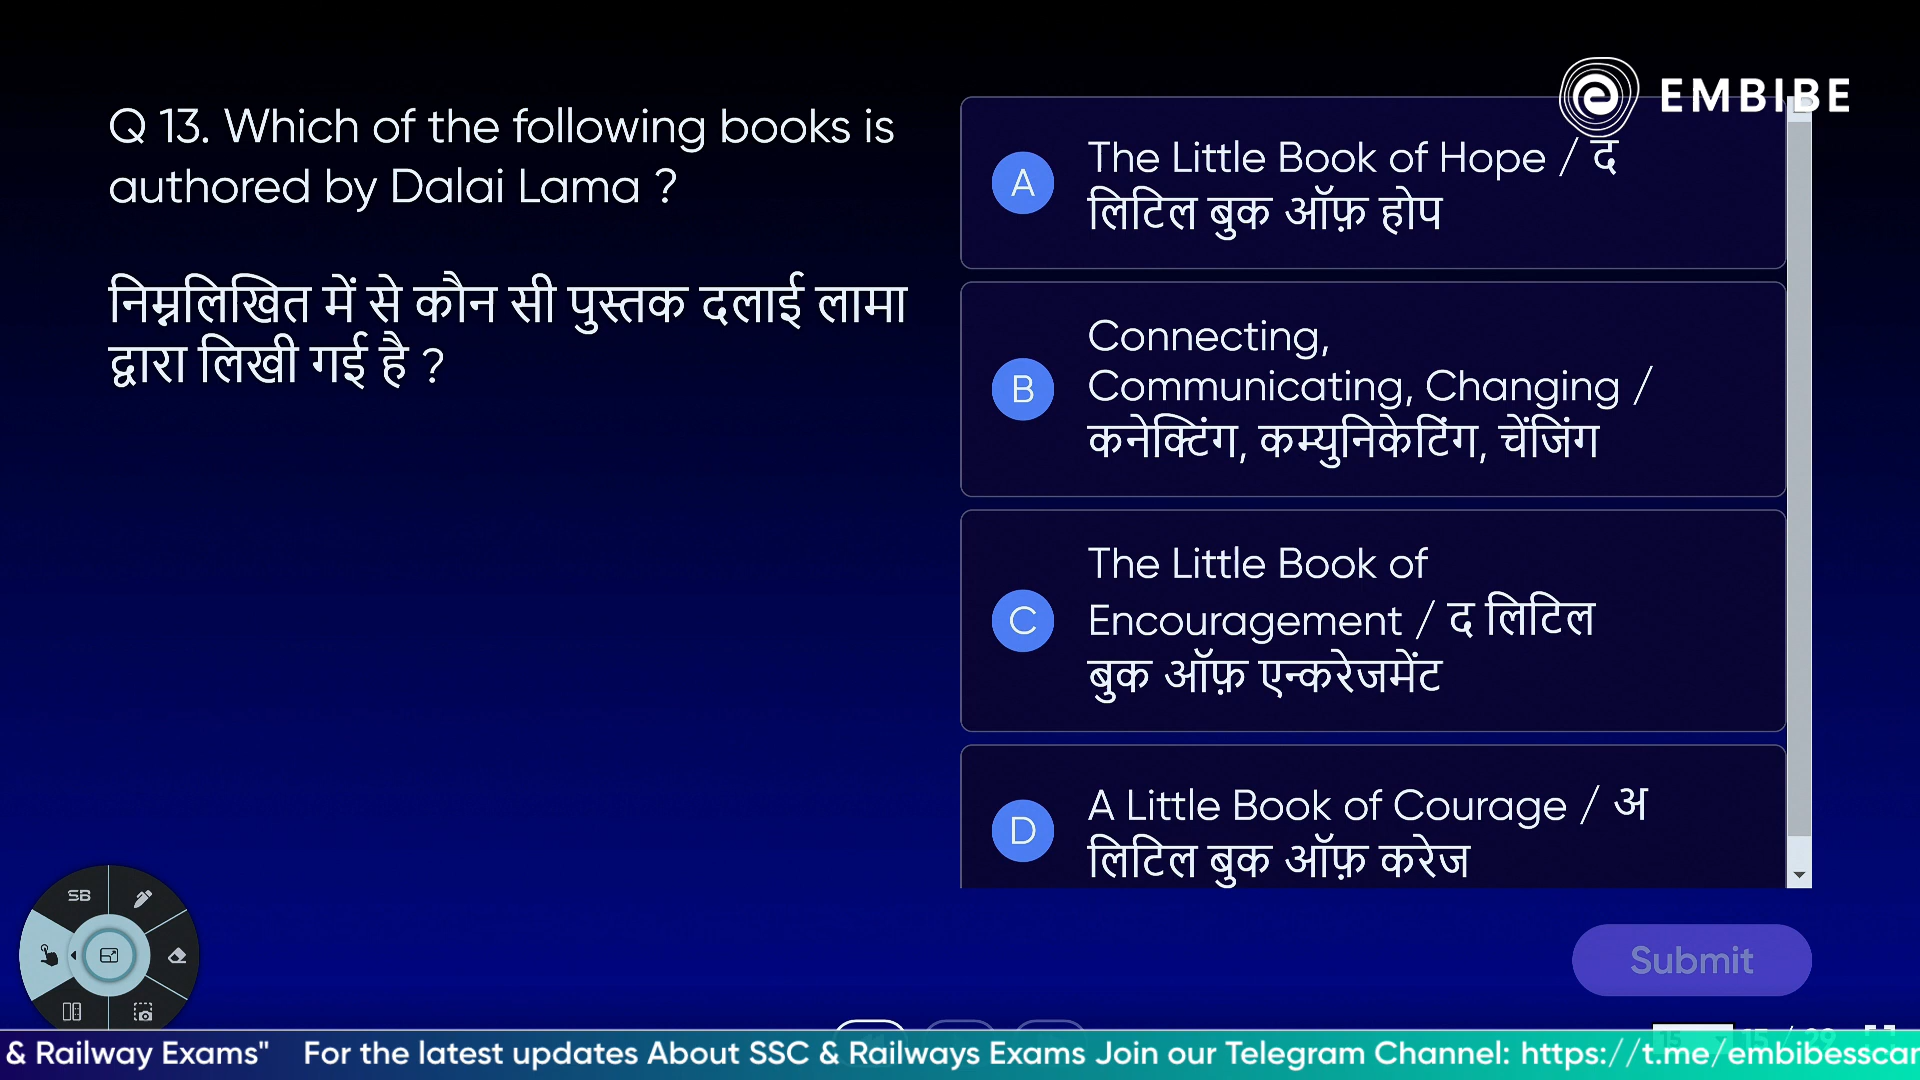 EMBIBE
Q 13. Which of the following books is
authored by Dalai Lama ?
निम्नलिखित में से कौन सी पुस्तक दलाई लामा
द्वारा लिखी गई है ?
A
The Little Book of Hope / द
लिटिल बुक ऑफ़ होप
B
Connecting,
Communicating, Changing /
कनेक्टिंग, कम्युनिकेटिंग, चेंजिंग
C
The Little Book of
Encouragement / द लिटिल
बुक ऑफ़ एन्करेजमेंट
D
A Little Book of Courage / अ
लिटिल बुक ऑफ़ करेज
SB
Submit
& Railway Exams" For the latest updates About SSC & Railways Exams Join our Telegram Channel: https://t.me/embibesscar